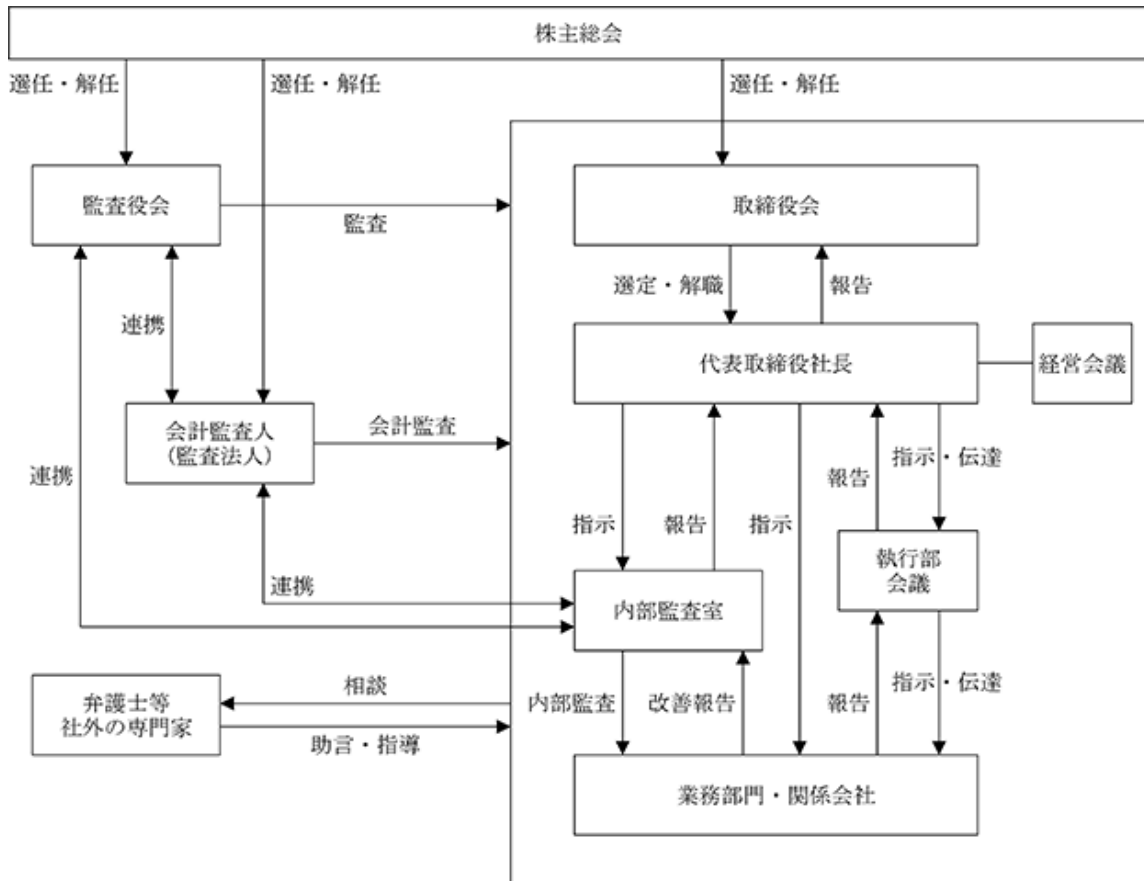 株主総会
選任・解任
選任・解任
選任・解任
監査役会
監査
取締役会
選定・解職
報告
連携
代表取締役社長
経営会議
会計監査人
(監査法人)
会計監査
連携
指示
報告
指示
報告
指示・伝達
執行部
会議
連携
内部監査室
弁護士等
社外の専門家
相談
助言・指導
内部監査
改善報告
報告
指示・伝達
業務部門・関係会社